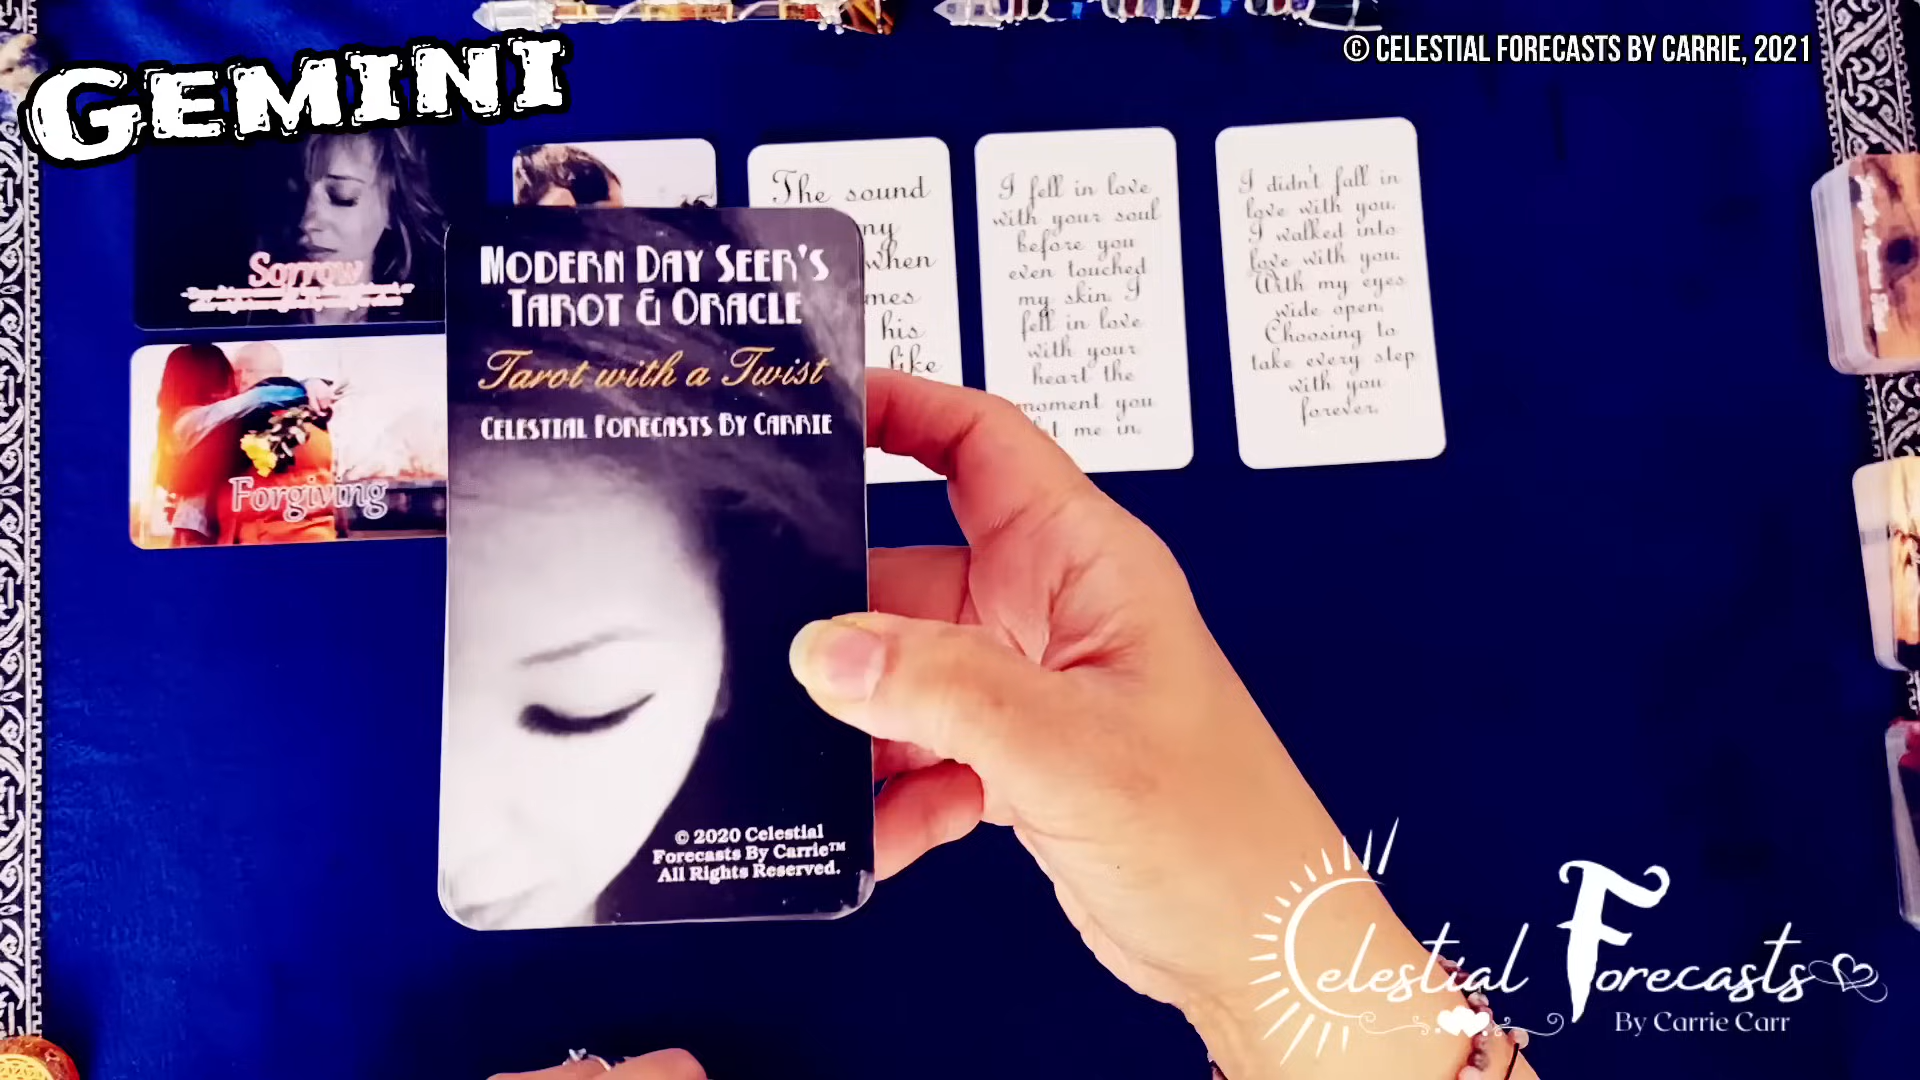 GEMINI
© CELESTIAL FORECASTS BY CARRIE, 2021
Sorrow
Forgiving
MODERN DAY SEER'S
TAROT & ORACLE
Tarot with a Twist
CELESTIAL FORECASTS BY CARRIE
© 2020 Celestial
Forecasts By Carrie™
All Rights Reserved.
The sound
my
when
his
like
I fell in love
with your soul
before you
even touched
my skin. I
fell in love
with your
heart the
moment you
me in.
I didn't fall in
love with you.
I walked into
love with you.
With my eyes
wide open.
Choosing to
take every step
with you
forever.
Celestial Forecasts
By Carrie Carr